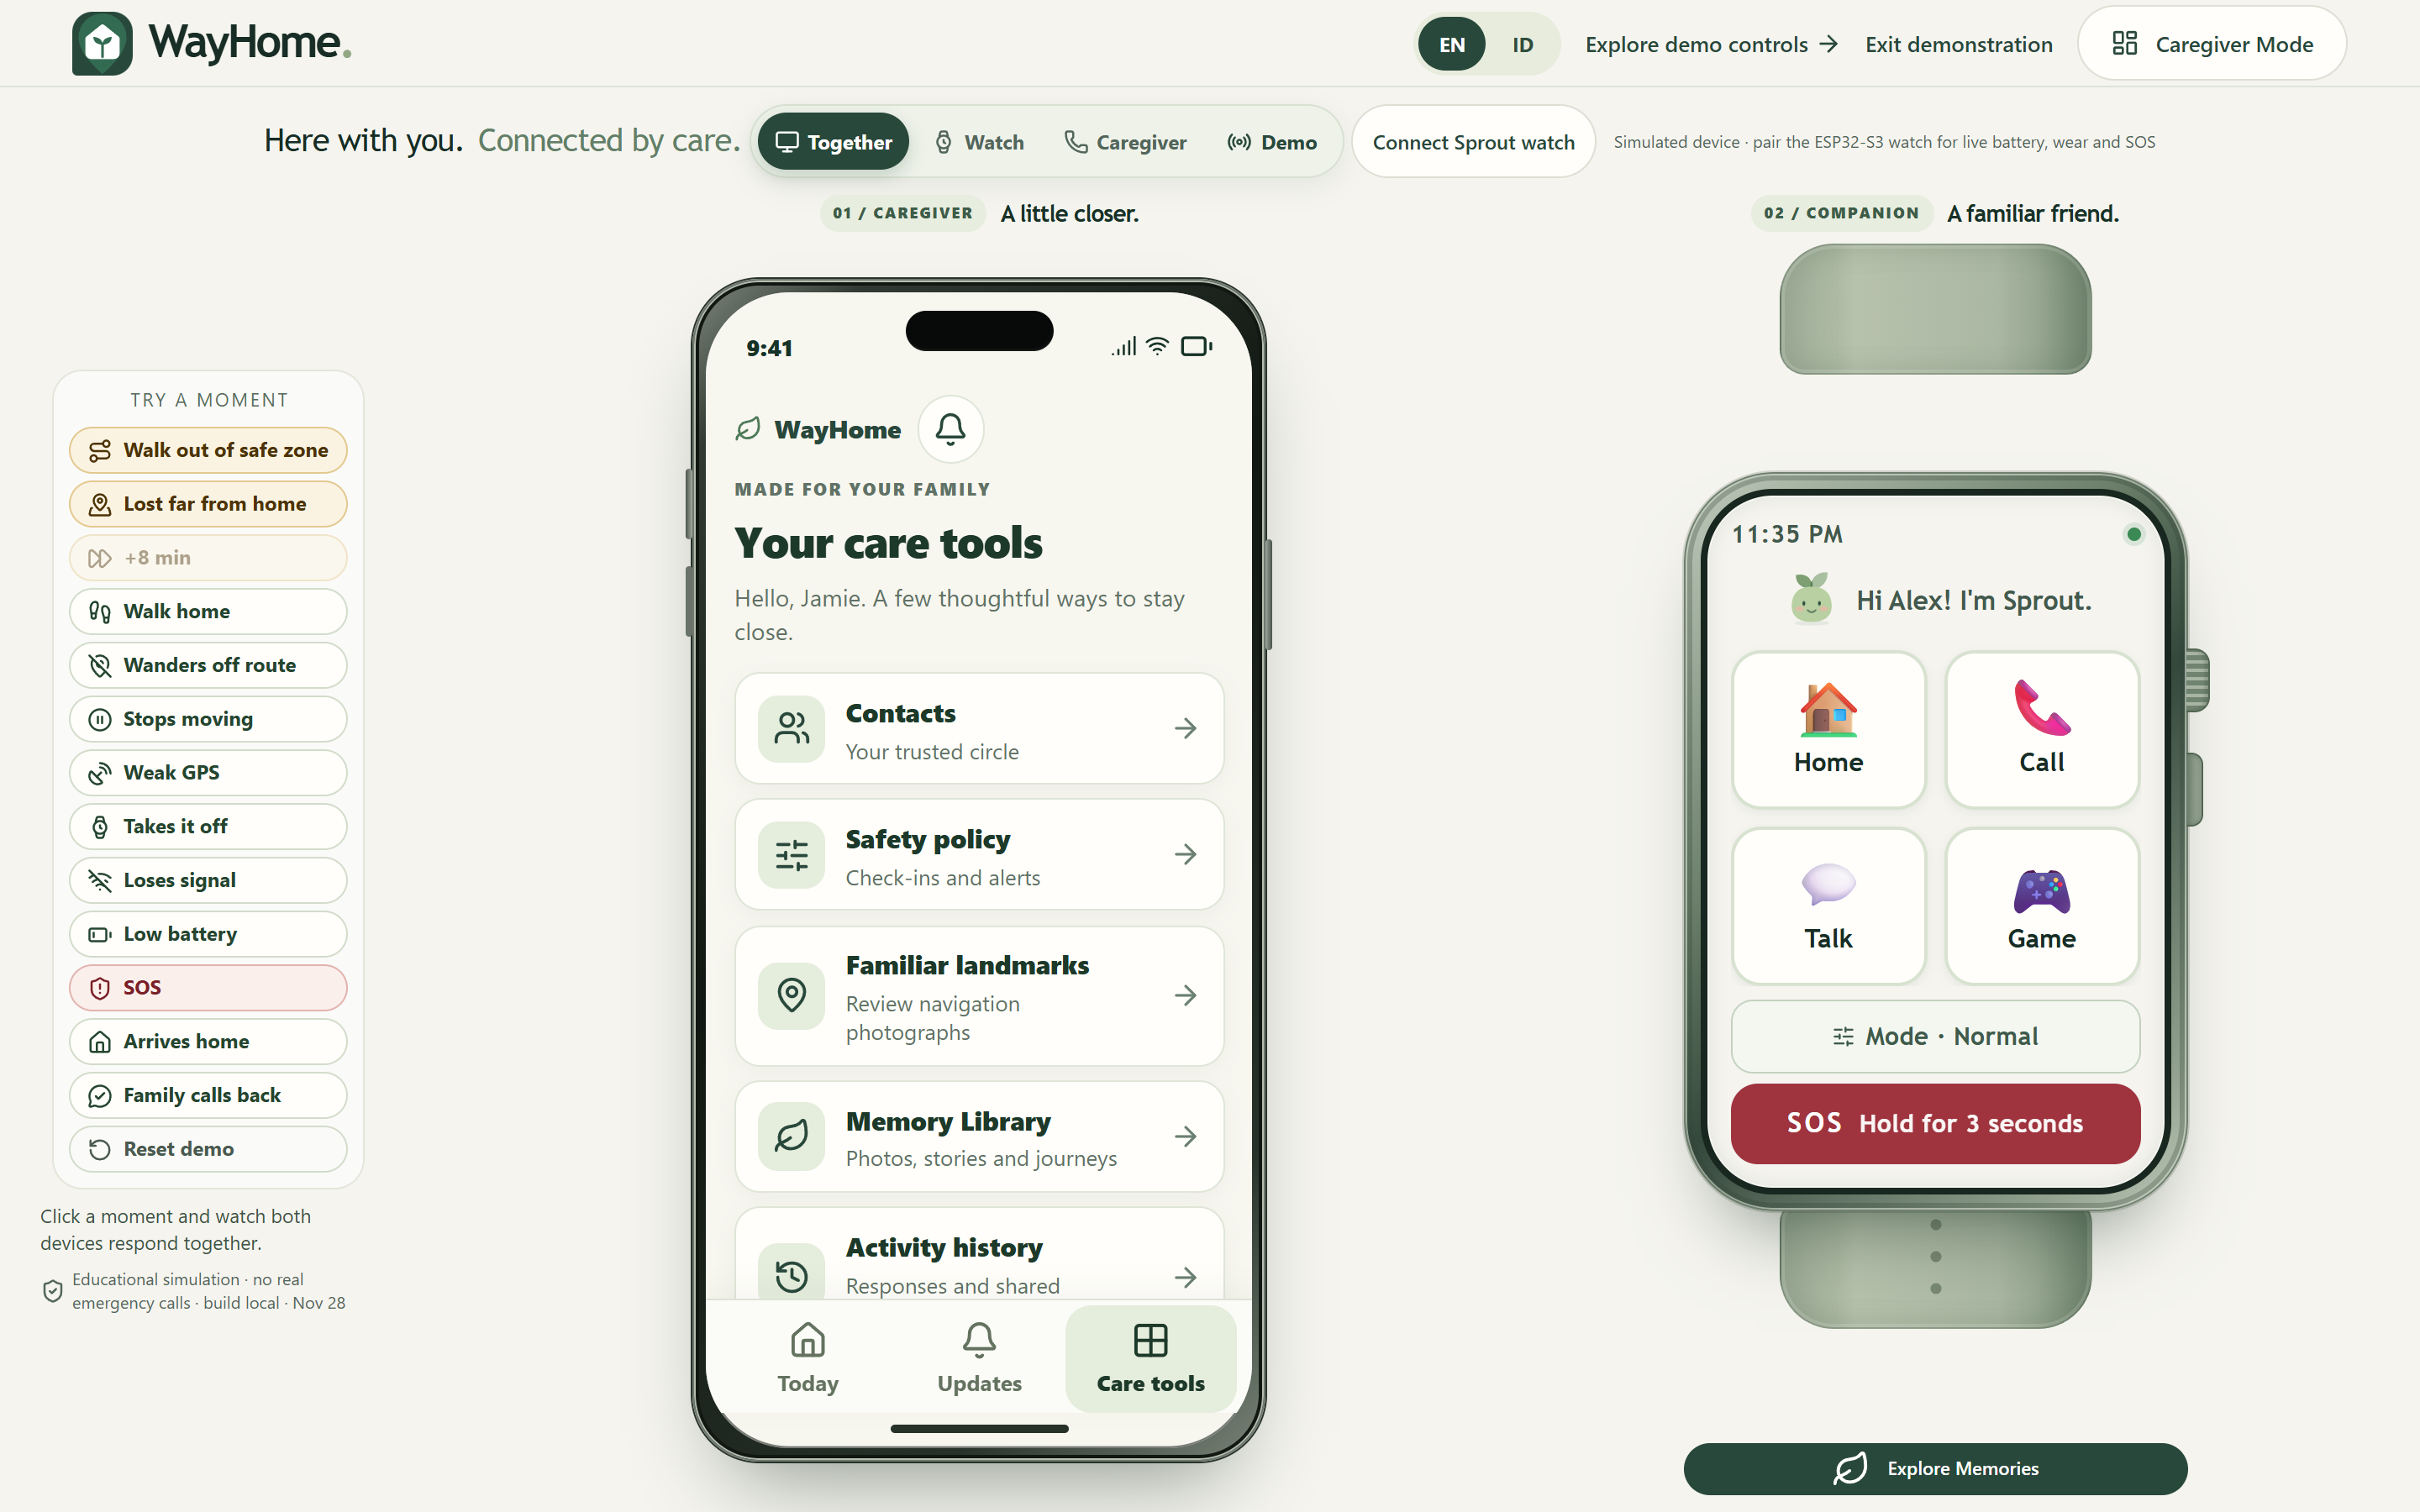 WayHome.
EN ID Explore demo controls Exit demonstration Caregiver Mode
Here with you. Connected by care. Together Watch Caregiver Demo Connect Sprout watch Simulated device · pair the ESP32-S3 watch for live battery, wear and SOS
01 / CAREGIVER A little closer.
02 / COMPANION A familiar friend.
TRY A MOMENT
Walk out of safe zone
Lost far from home
+8 min
Walk home
Wanders off route
Stops moving
Weak GPS
Takes it off
Loses signal
Low battery
SOS
Arrives home
Family calls back
Reset demo
Click a moment and watch both
devices respond together.
Educational simulation · no real
emergency calls · build local · Nov 28
9:41
WayHome
MADE FOR YOUR FAMILY
Your care tools
Hello, Jamie. A few thoughtful ways to stay
close.
Contacts
Your trusted circle
Safety policy
Check-ins and alerts
Familiar landmarks
Review navigation
photographs
Memory Library
Photos, stories and journeys
Activity history
Responses and shared
Today Updates Care tools
11:35 PM
Hi Alex! I'm Sprout.
Home Call
Talk Game
Mode · Normal
SOS Hold for 3 seconds
Explore Memories